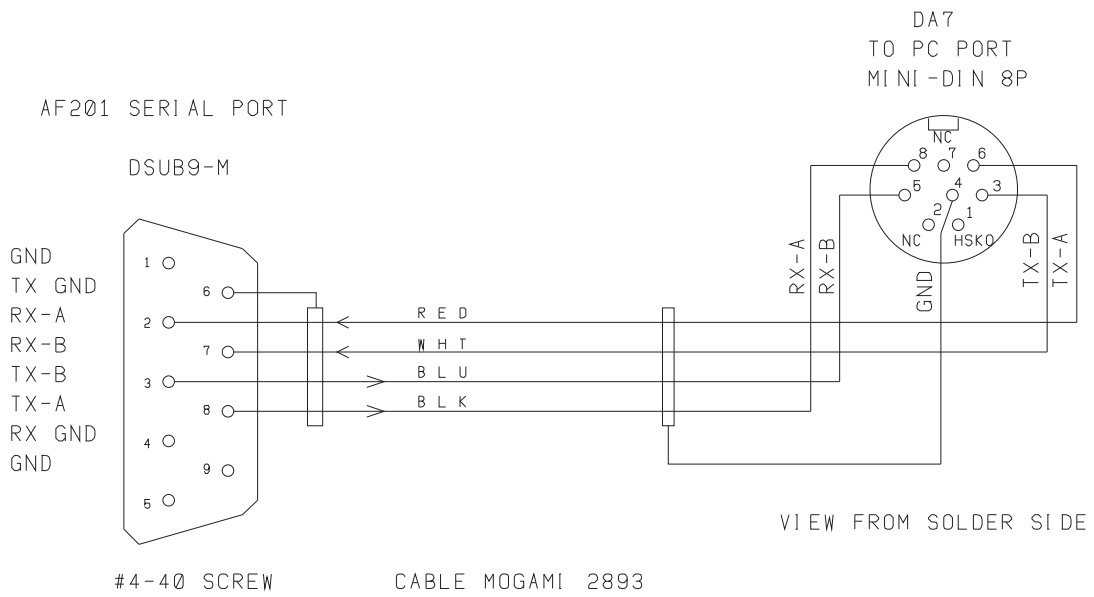 DA7
TO PC PORT
MINI-DIN 8P
AF201 SERIAL PORT
DSUB9-M
NC
8 7 6
5 4 3
2 1
NC HSKO
GND
TX GND
RX-A
RX-B
TX-B
TX-A
RX GND
GND
1
6
2
7
3
8
4
9
5
RED
WHT
BLU
BLK
RX-A
RX-B
GND
TX-B
TX-A
VIEW FROM SOLDER SIDE
#4-40 SCREW
CABLE MOGAMI 2893